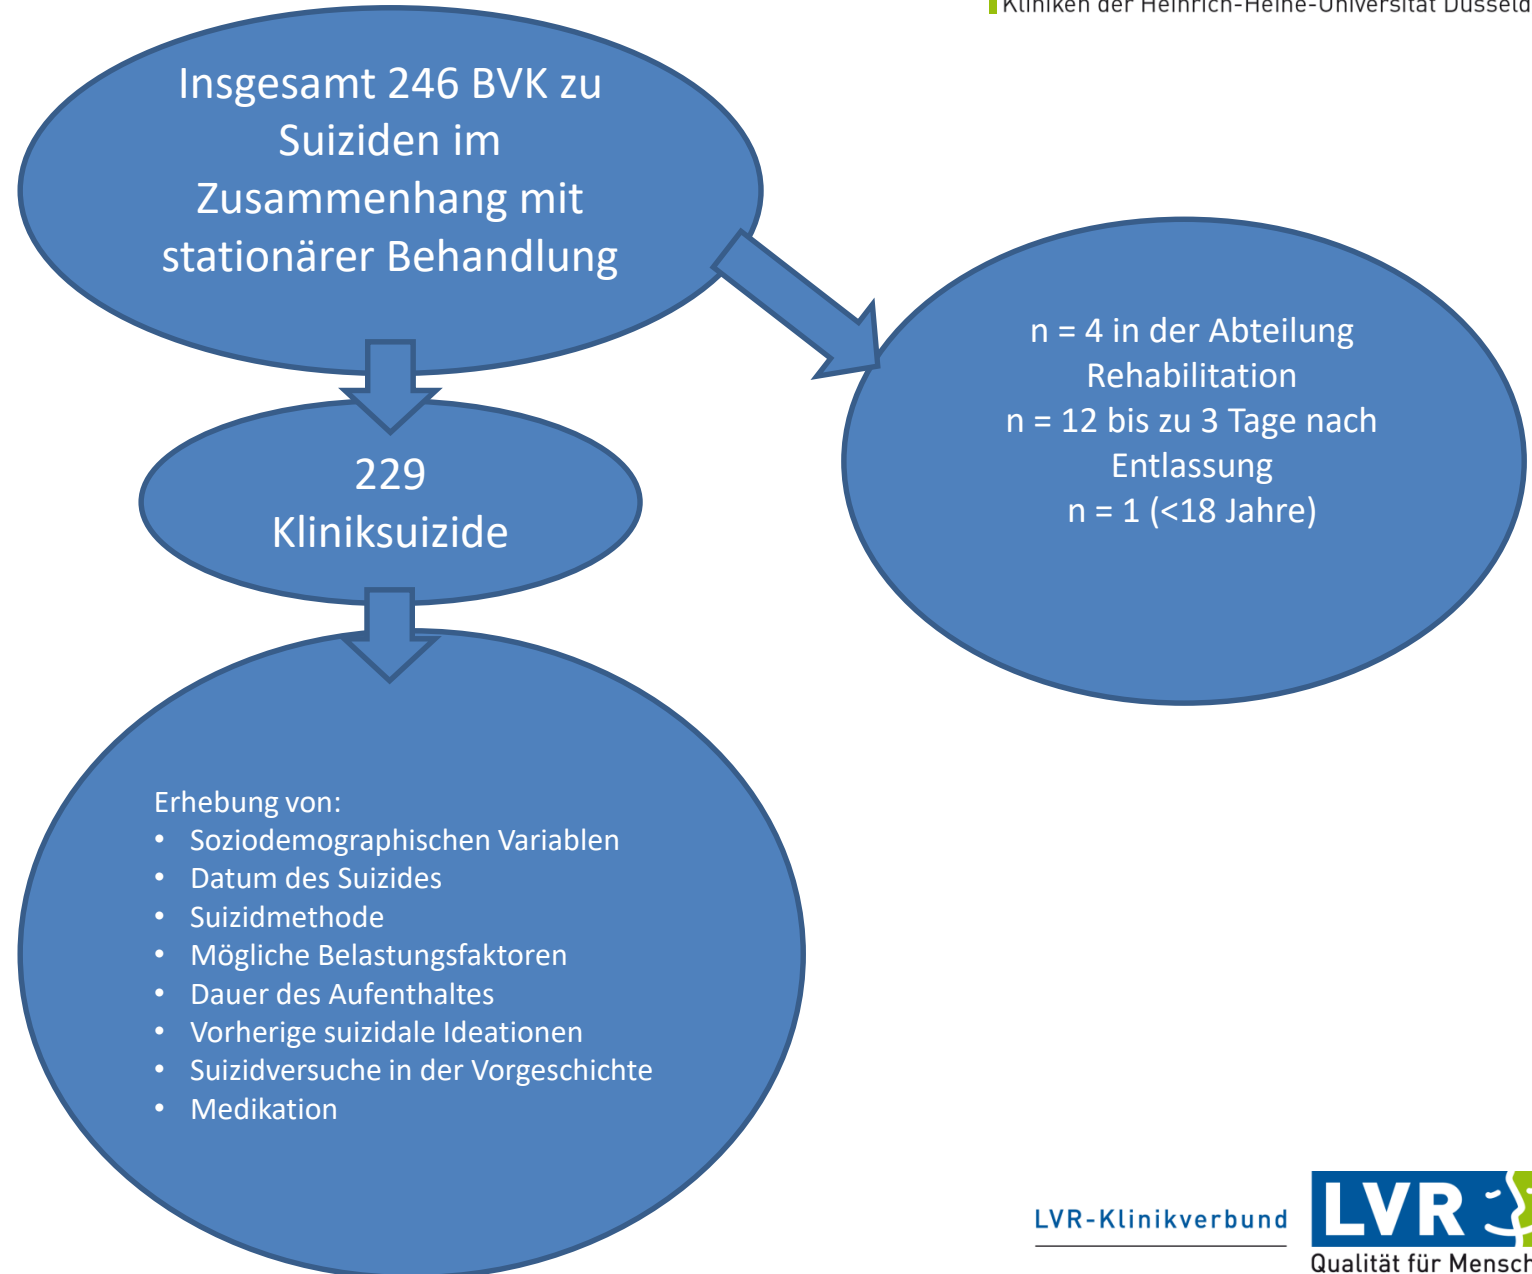 Kliniken der Heinrich-Heine-Universität
Insgesamt 246 BVK zu
Suiziden im
Zusammenhang mit
stationärer Behandlung
n = 4 in der Abteilung
Rehabilitation
n = 12 bis zu 3 Tage nach
Entlassung
n = 1 (<18 Jahre)
229
Kliniksuizide
Erhebung von:
• Soziodemographischen Variablen
• Datum des Suizides
• Suizidmethode
• Mögliche Belastungsfaktoren
• Dauer des Aufenthaltes
• Vorherige suizidale Ideationen
• Suizidversuche in der Vorgeschichte
• Medikation
LVR-Klinikverbund
LVR
Qualität für